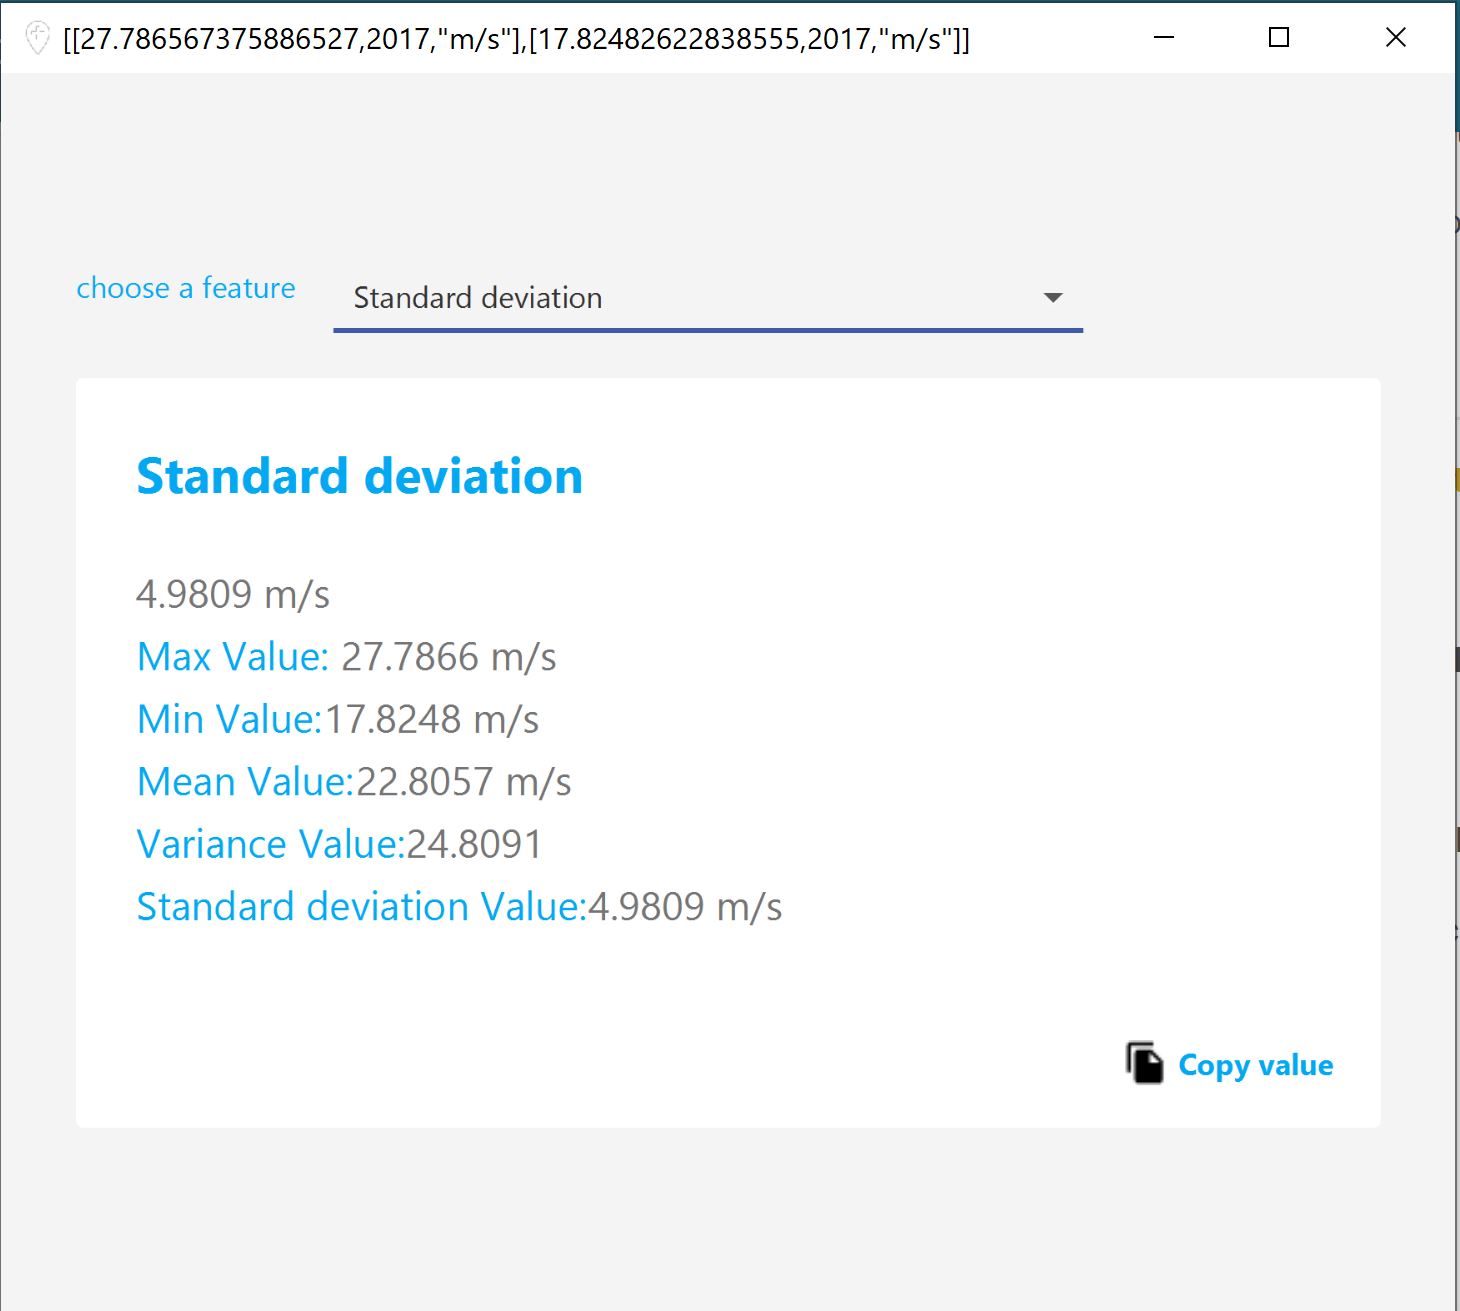 [[27.786567375886527,2017,"m/s"],[17.82482622838555,2017,"m/s"]]
choose a feature
Standard deviation
Standard deviation
4.9809 m/s
Max Value: 27.7866 m/s
Min Value:17.8248 m/s
Mean Value:22.8057 m/s
Variance Value:24.8091
Standard deviation Value:4.9809 m/s
Copy value